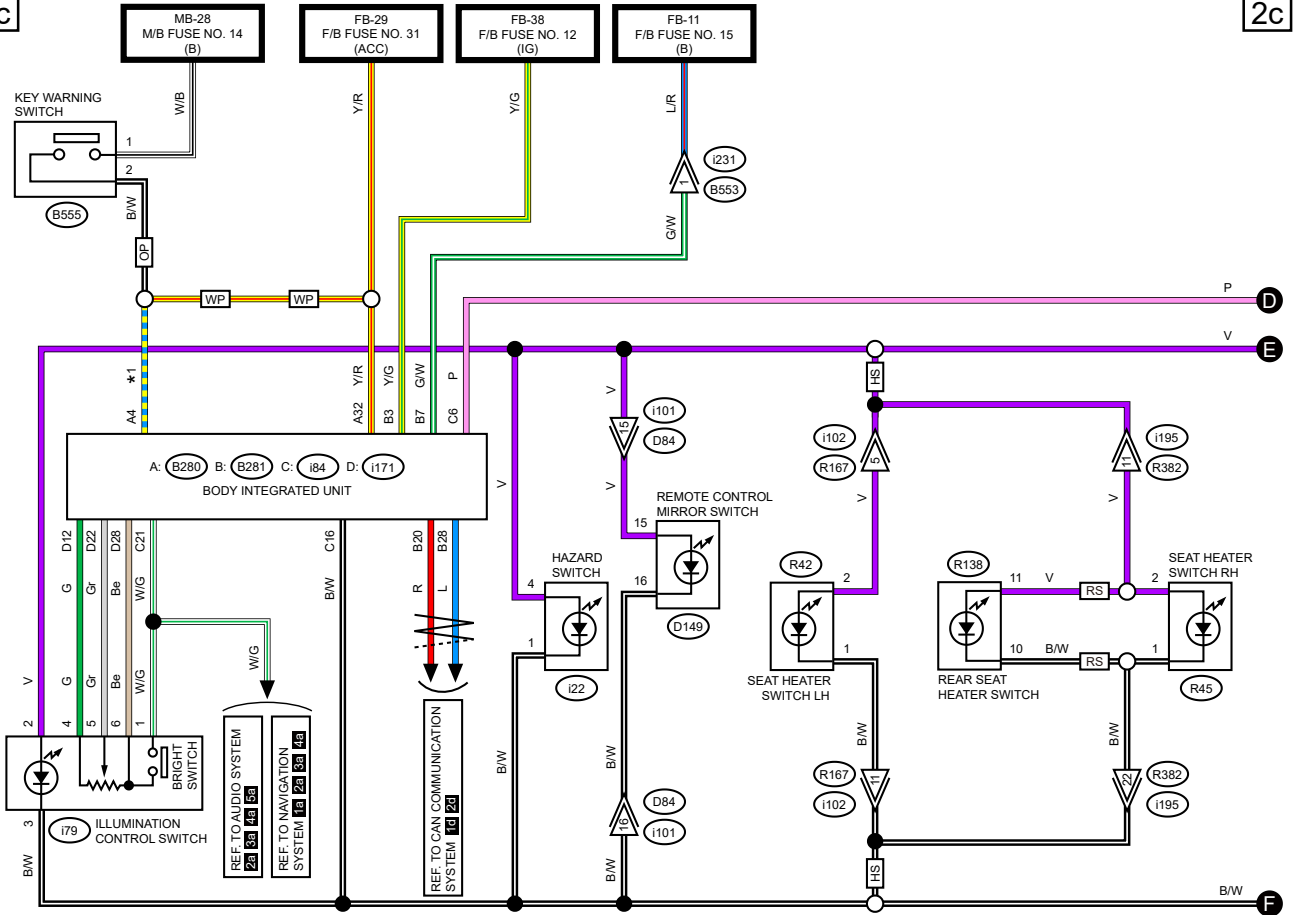 c
2c
MB-28
M/B FUSE NO. 14
(B)
FB-29
F/B FUSE NO. 31
(ACC)
FB-38
F/B FUSE NO. 12
(IG)
FB-11
F/B FUSE NO. 15
(B)
KEY WARNING
SWITCH
W/B
Y/R
Y/G
L/R
1
2
B555
B/W
OP
1
i231
B553
G/W
WP
WP
P
D
V
E
*1
Y/R
Y/G
G/W
P
A4
A32
B3
B7
C6
HS
V
15
i101
D84
i102
R167
5
11
i195
R382
A: B280 B: B281 C: i84 D: i171
BODY INTEGRATED UNIT
V
V
V
V
REMOTE CONTROL
MIRROR SWITCH
15
16
D149
D12
D22
D28
C21
C16
B20
B28
G
Gr
Be
W/G
B/W
R
L
HAZARD
SWITCH
4
1
i22
R42
2
1
SEAT HEATER
SWITCH LH
R138
11
V
RS
2
10
B/W
RS
1
REAR SEAT
HEATER SWITCH
SEAT HEATER
SWITCH RH
R45
W/G
V
G
Gr
Be
W/G
2
4
5
6
1
BRIGHT
SWITCH
3
i79
ILLUMINATION
CONTROL SWITCH
B/W
REF. TO AUDIO SYSTEM
2a 3a 4a 5a
REF. TO NAVIGATION
SYSTEM 1a 2a 3a 4a
REF. TO CAN COMMUNICATION
SYSTEM 1d 2d
B/W
B/W
16
D84
i101
B/W
B/W
R167
i102
11
B/W
22
R382
i195
HS
B/W
F